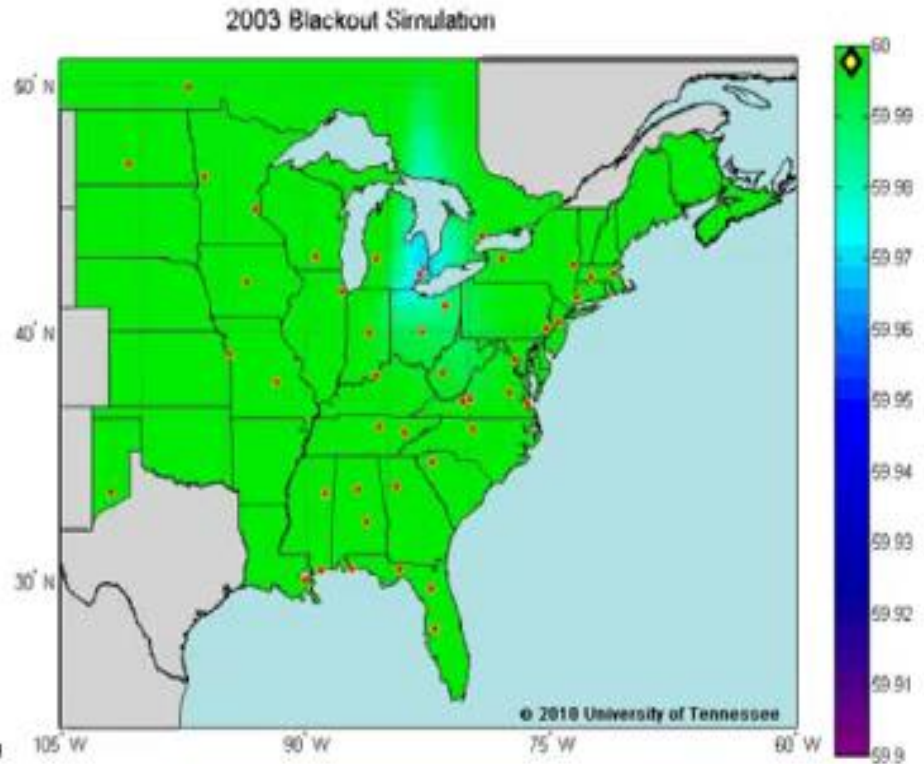 2003 Blackout Simulation
60
50° N
59.99
59.98
59.97
40° N
59.96
59.95
59.94
59.93
30° N
59.92
59.91
© 2010 University of Tennessee
105 °W
90 °W
75 °W
60 °W
59.9